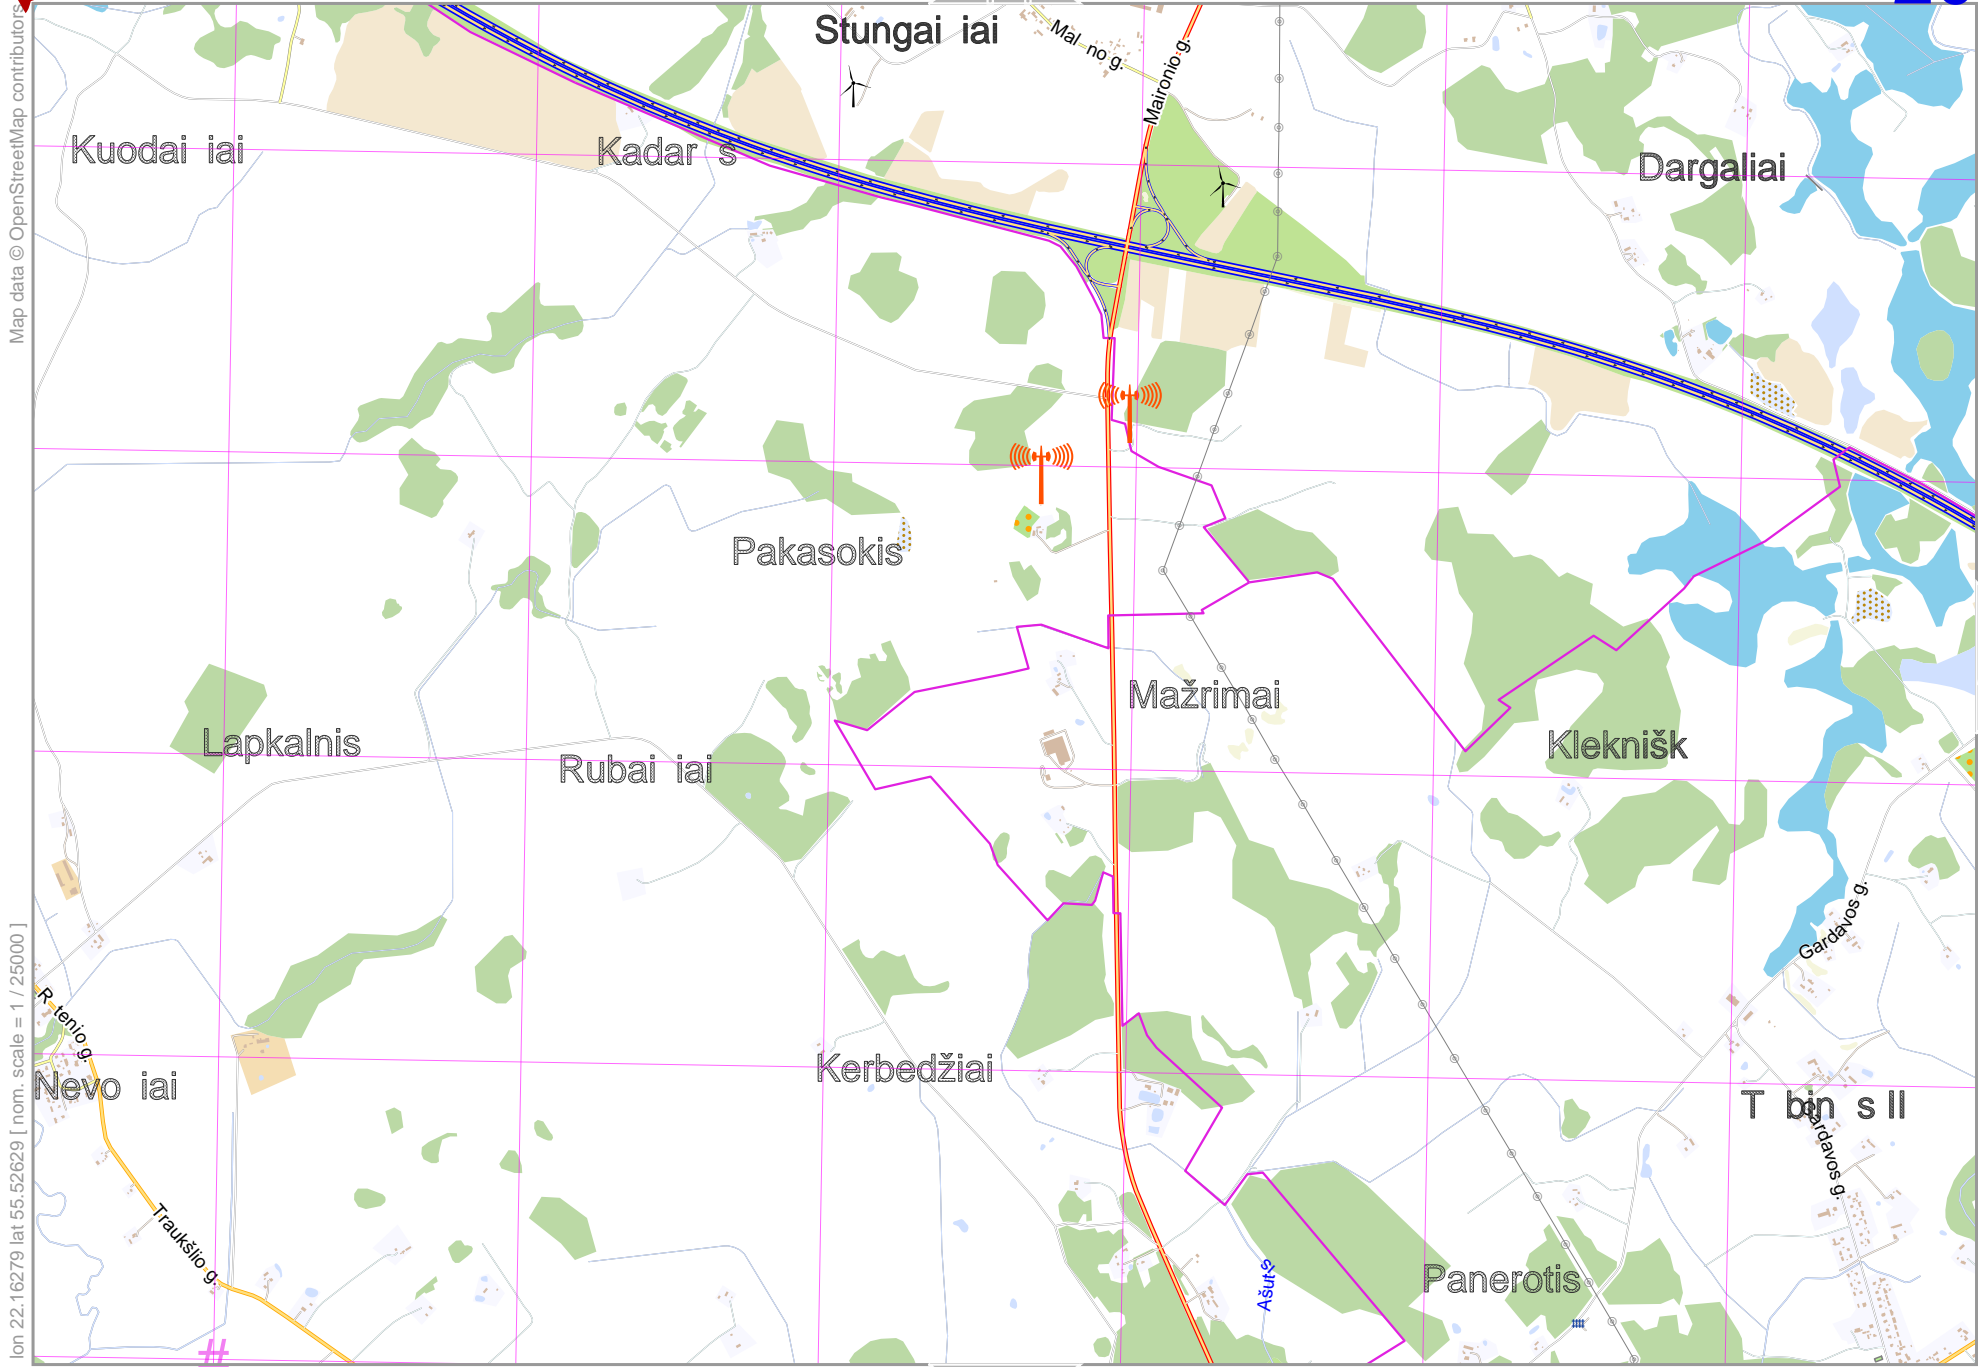 Map data © OpenStreetMap contributors
Stungai iai
Mal no g.
Maironio g.
Kuodai iai
Kadar s
Dargaliai
Pakasokis
Mažrimai
Lapkalnis
Rubai iai
Kleknišk
Gardavos g.
R tenio g.
Kerbedžiai
Nevo iai
T bin s II
Gardavos g.
Traukšlio g.
Ašut s
Panerotis
#
lon 22.16279 lat 55.52629 [ nom. scale = 1 / 25000 ]